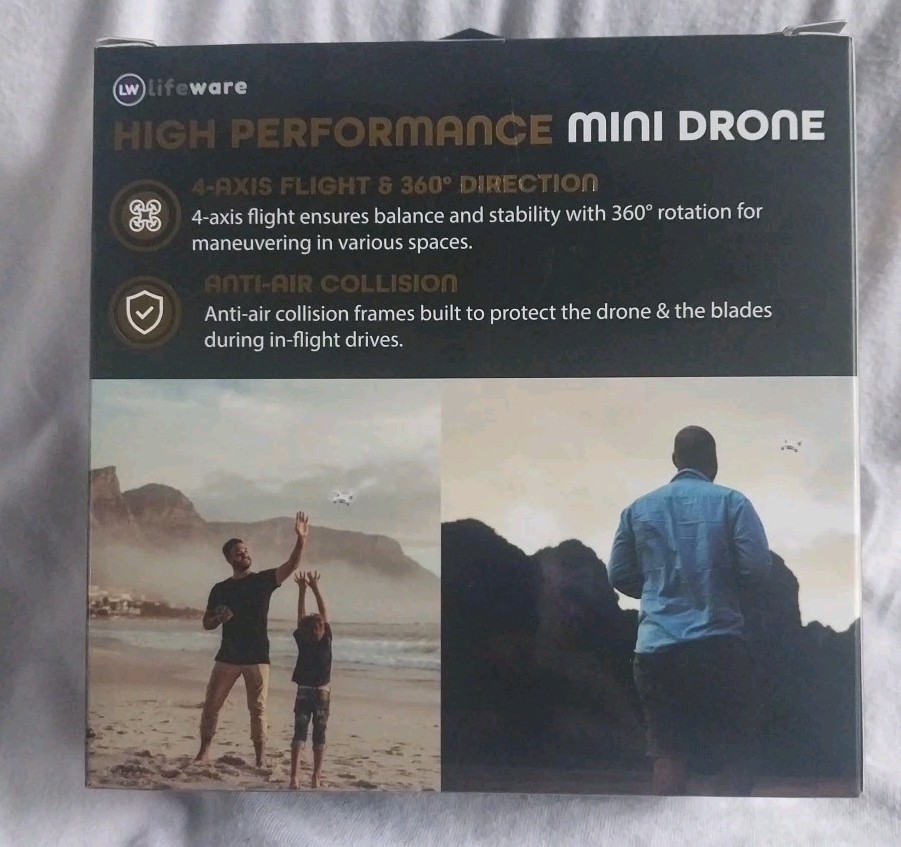 LW lifeware
HIGH PERFORMANCE MINI DRONE
4-AXIS FLIGHT & 360° DIRECTION
4-axis flight ensures balance and stability with 360° rotation for
maneuvering in various spaces.
ANTI-AIR COLLISION
Anti-air collision frames built to protect the drone & the blades
during in-flight drives.